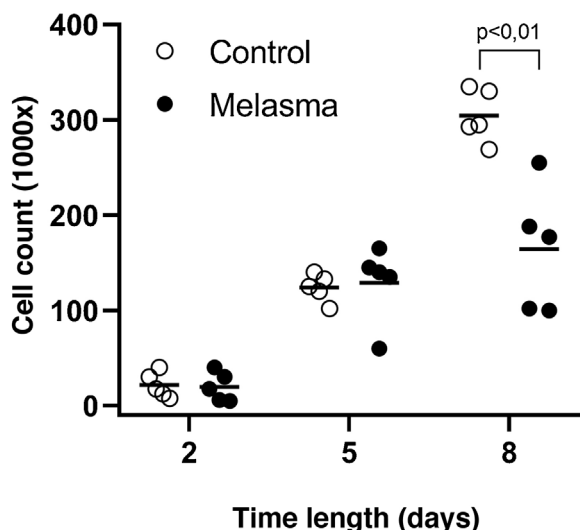 400
p<0,01
Control
Melasma
300
200
100
0
Cell count (1000x)
2 5 8
Time length (days)